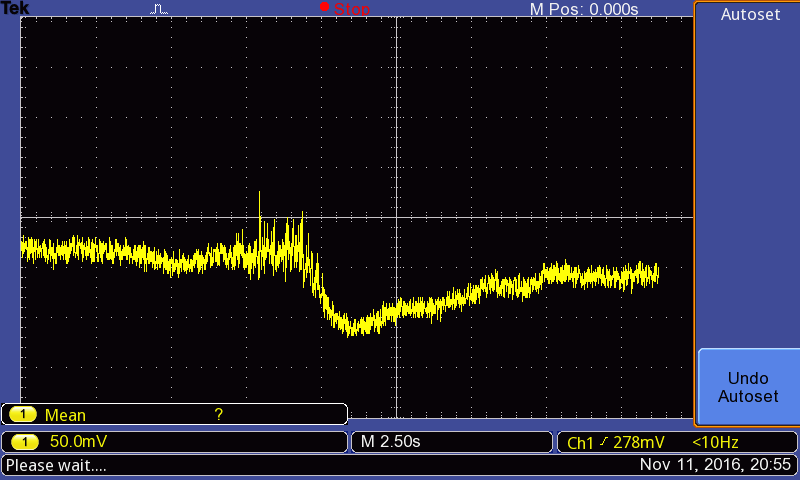 Tek
Stop
M Pos: 0.000s
Autoset
Undo
Autoset
1 Mean ?
1 50.0mV
M 2.50s
Ch1 278mV <10Hz
Please wait....
Nov 11, 2016, 20:55